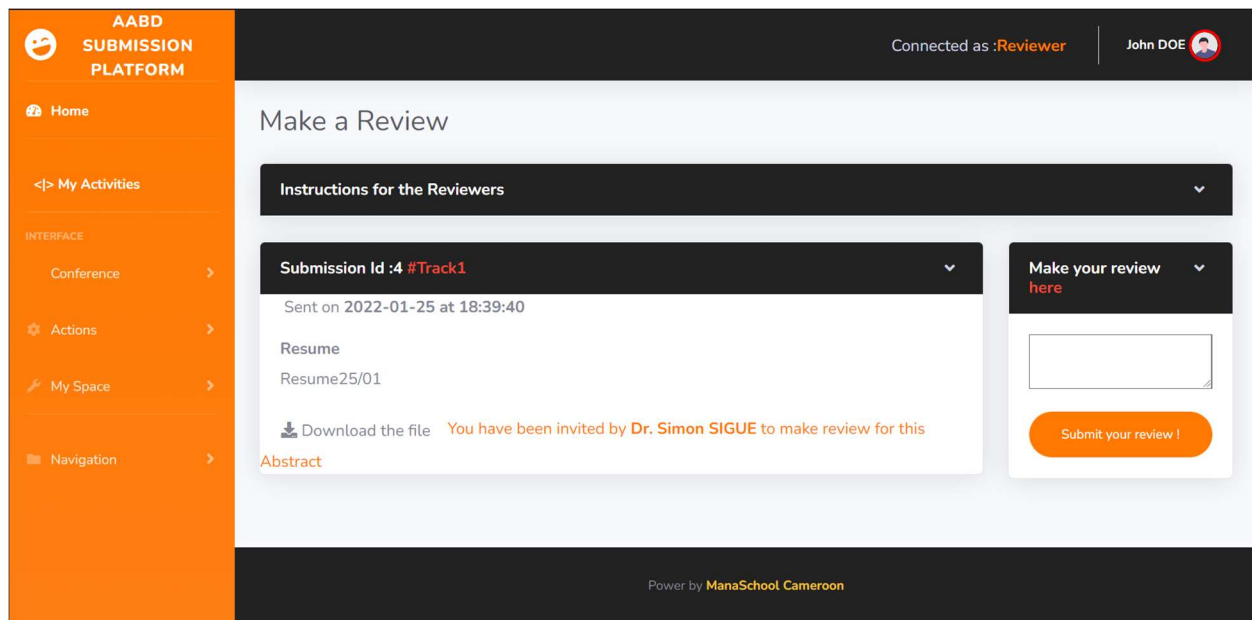 AABD
SUBMISSION
PLATFORM
Home
<|> My Activities
INTERFACE
Conference
Actions
My Space
Navigation
Connected as :Reviewer
John DOE
Make a Review
Instructions for the Reviewers
Submission Id :4 #Track1
Sent on 2022-01-25 at 18:39:40
Resume
Resume25/01
Download the file You have been invited by Dr. Simon SIGUE to make review for this
Abstract
Make your review
here
Submit your review !
Power by ManaSchool Cameroon